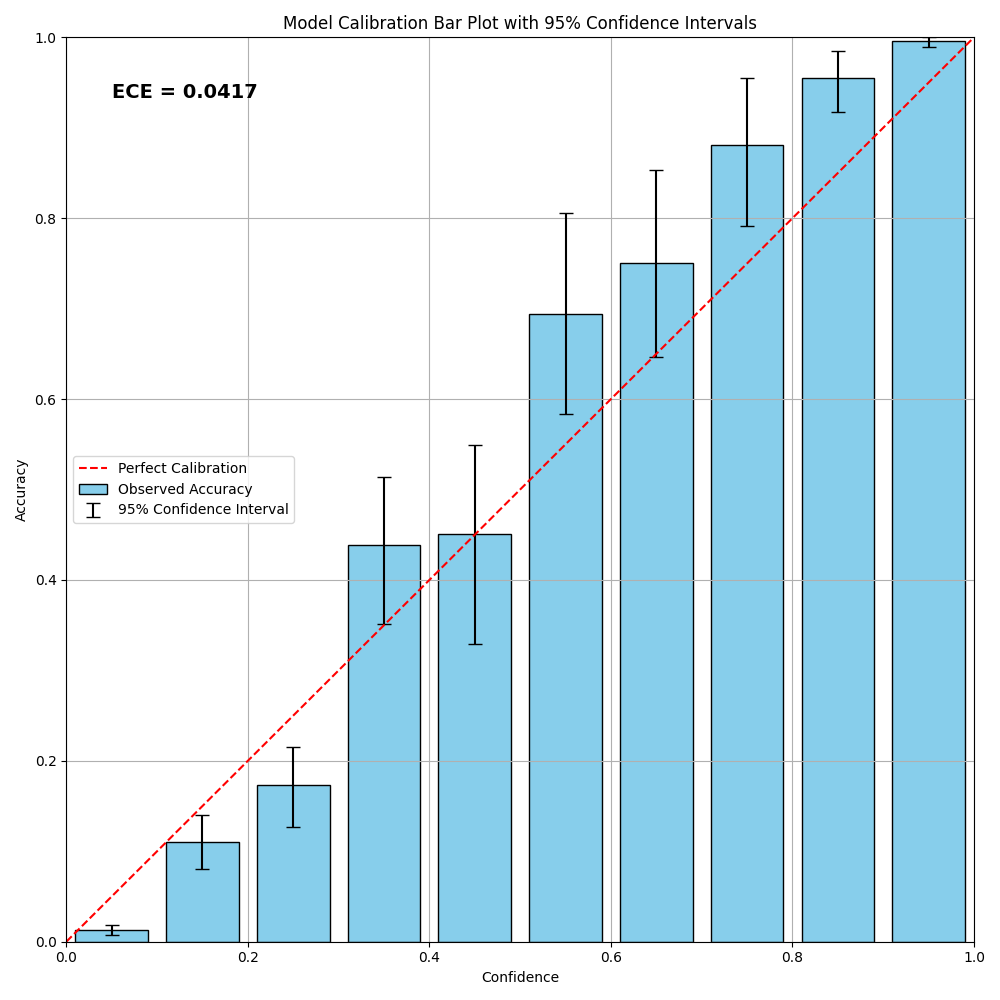 Model Calibration Bar Plot with 95% Confidence Intervals
ECE = 0.0417
Accuracy
1.0
0.8
0.6
0.4
0.2
0.0
Perfect Calibration
Observed Accuracy
95% Confidence Interval
0.0 0.2 0.4 0.6 0.8 1.0
Confidence